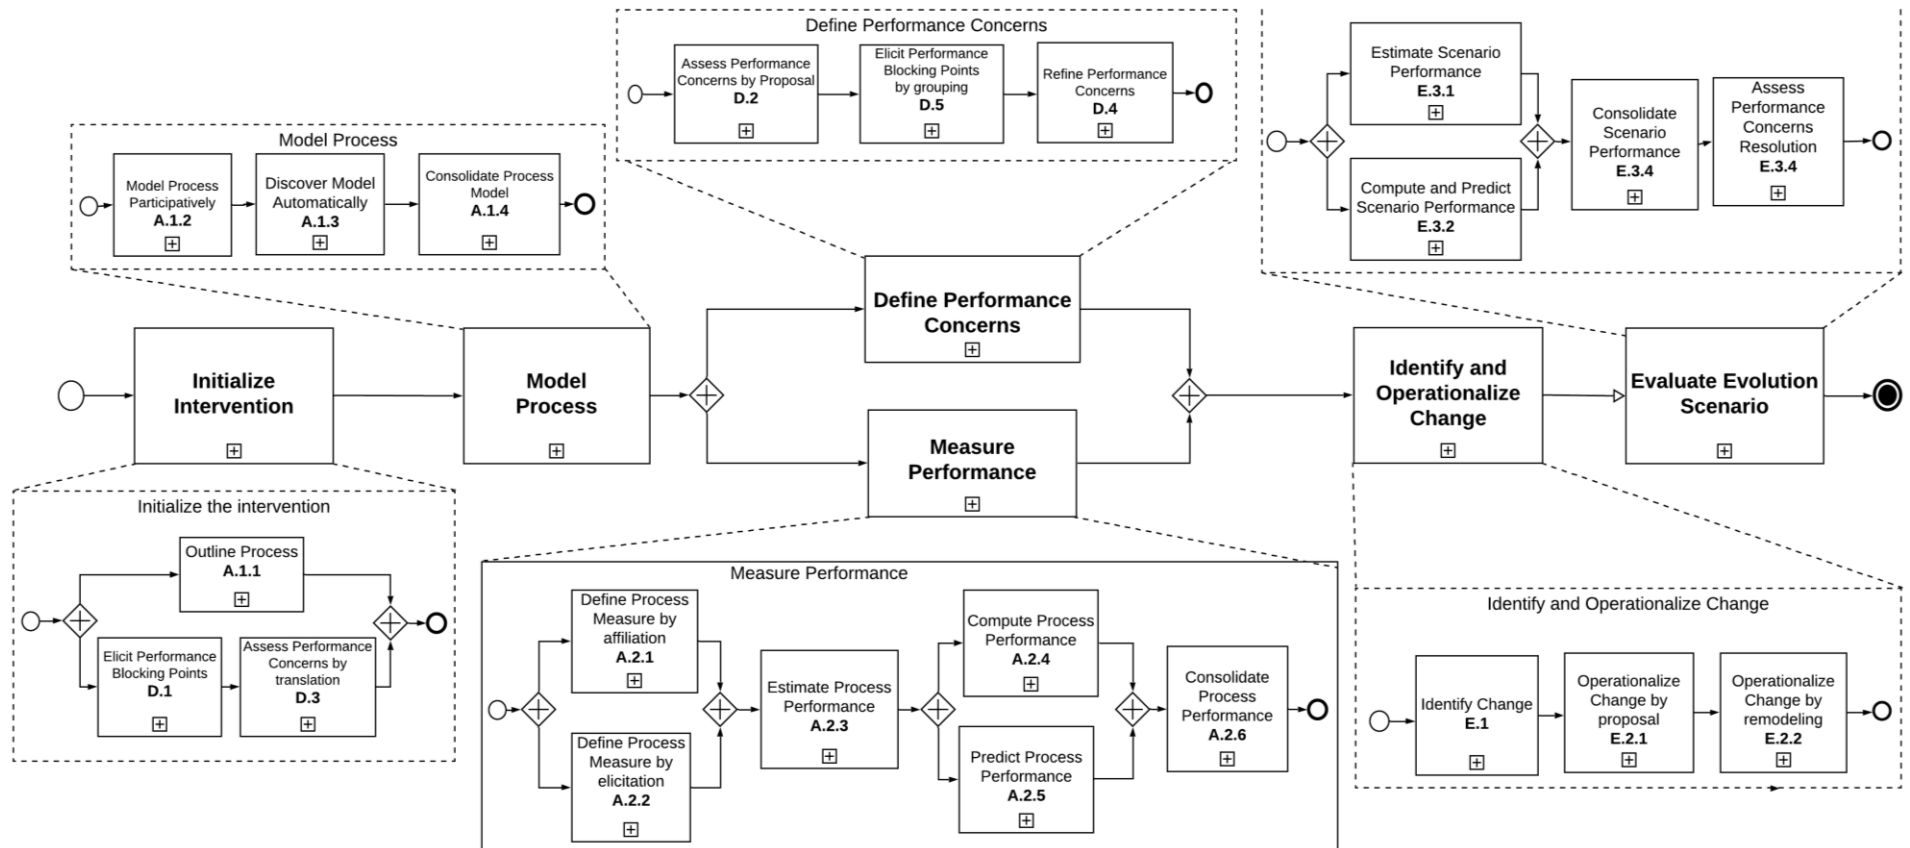 Define Performance Concerns
Assess Performance
Concerns by Proposal
D.2
Elicit Performance
Blocking Points
by grouping
D.5
Refine Performance
Concerns
D.4
Estimate Scenario
Performance
E.3.1
Compute and Predict
Scenario Performance
E.3.2
Consolidate
Scenario
Performance
E.3.4
Assess
Performance
Concerns
Resolution
E.3.4
Model Process
Model Process
Participatively
A.1.2
Discover Model
Automatically
A.1.3
Consolidate Process
Model
A.1.4
Initialize
Intervention
Model
Process
Define Performance
Concerns
Measure
Performance
Identify and
Operationalize
Change
Evaluate Evolution
Scenario
Initialize the intervention
Outline Process
A.1.1
Elicit Performance
Blocking Points
D.1
Assess Performance
Concerns by
translation
D.3
Measure Performance
Define Process
Measure by
affiliation
A.2.1
Define Process
Measure by
elicitation
A.2.2
Estimate Process
Performance
A.2.3
Compute Process
Performance
A.2.4
Predict Process
Performance
A.2.5
Consolidate
Process
Performance
A.2.6
Identify and Operationalize Change
Identify Change
E.1
Operationalize
Change by
proposal
E.2.1
Operationalize
Change by
remodeling
E.2.2